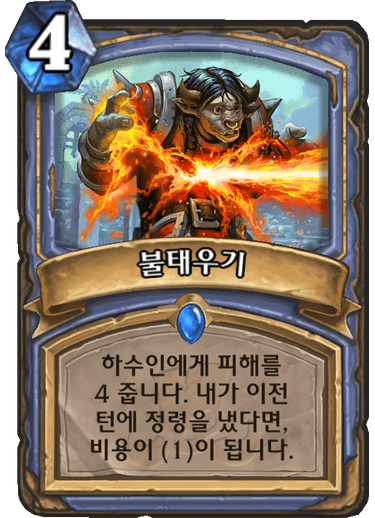 4
불태우기
하수인에게 피해를
4 줍니다. 내가 이전
턴에 정령을 냈다면,
비용이 (1)이 됩니다.